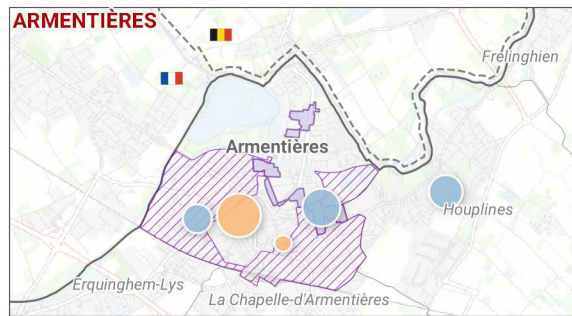 ARMENTIÈRES
Frelinghien
Armentières
Houplines
Erquinghem-Lys
La Chapelle-d'Armentières